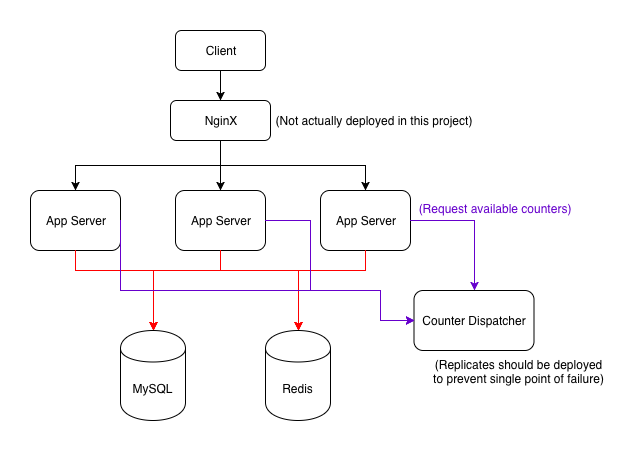 Client
NginX
(Not actually deployed in this project)
App Server
App Server
App Server
(Request available counters)
Counter Dispatcher
(Replicates should be deployed
to prevent single point of failure)
MySQL
Redis